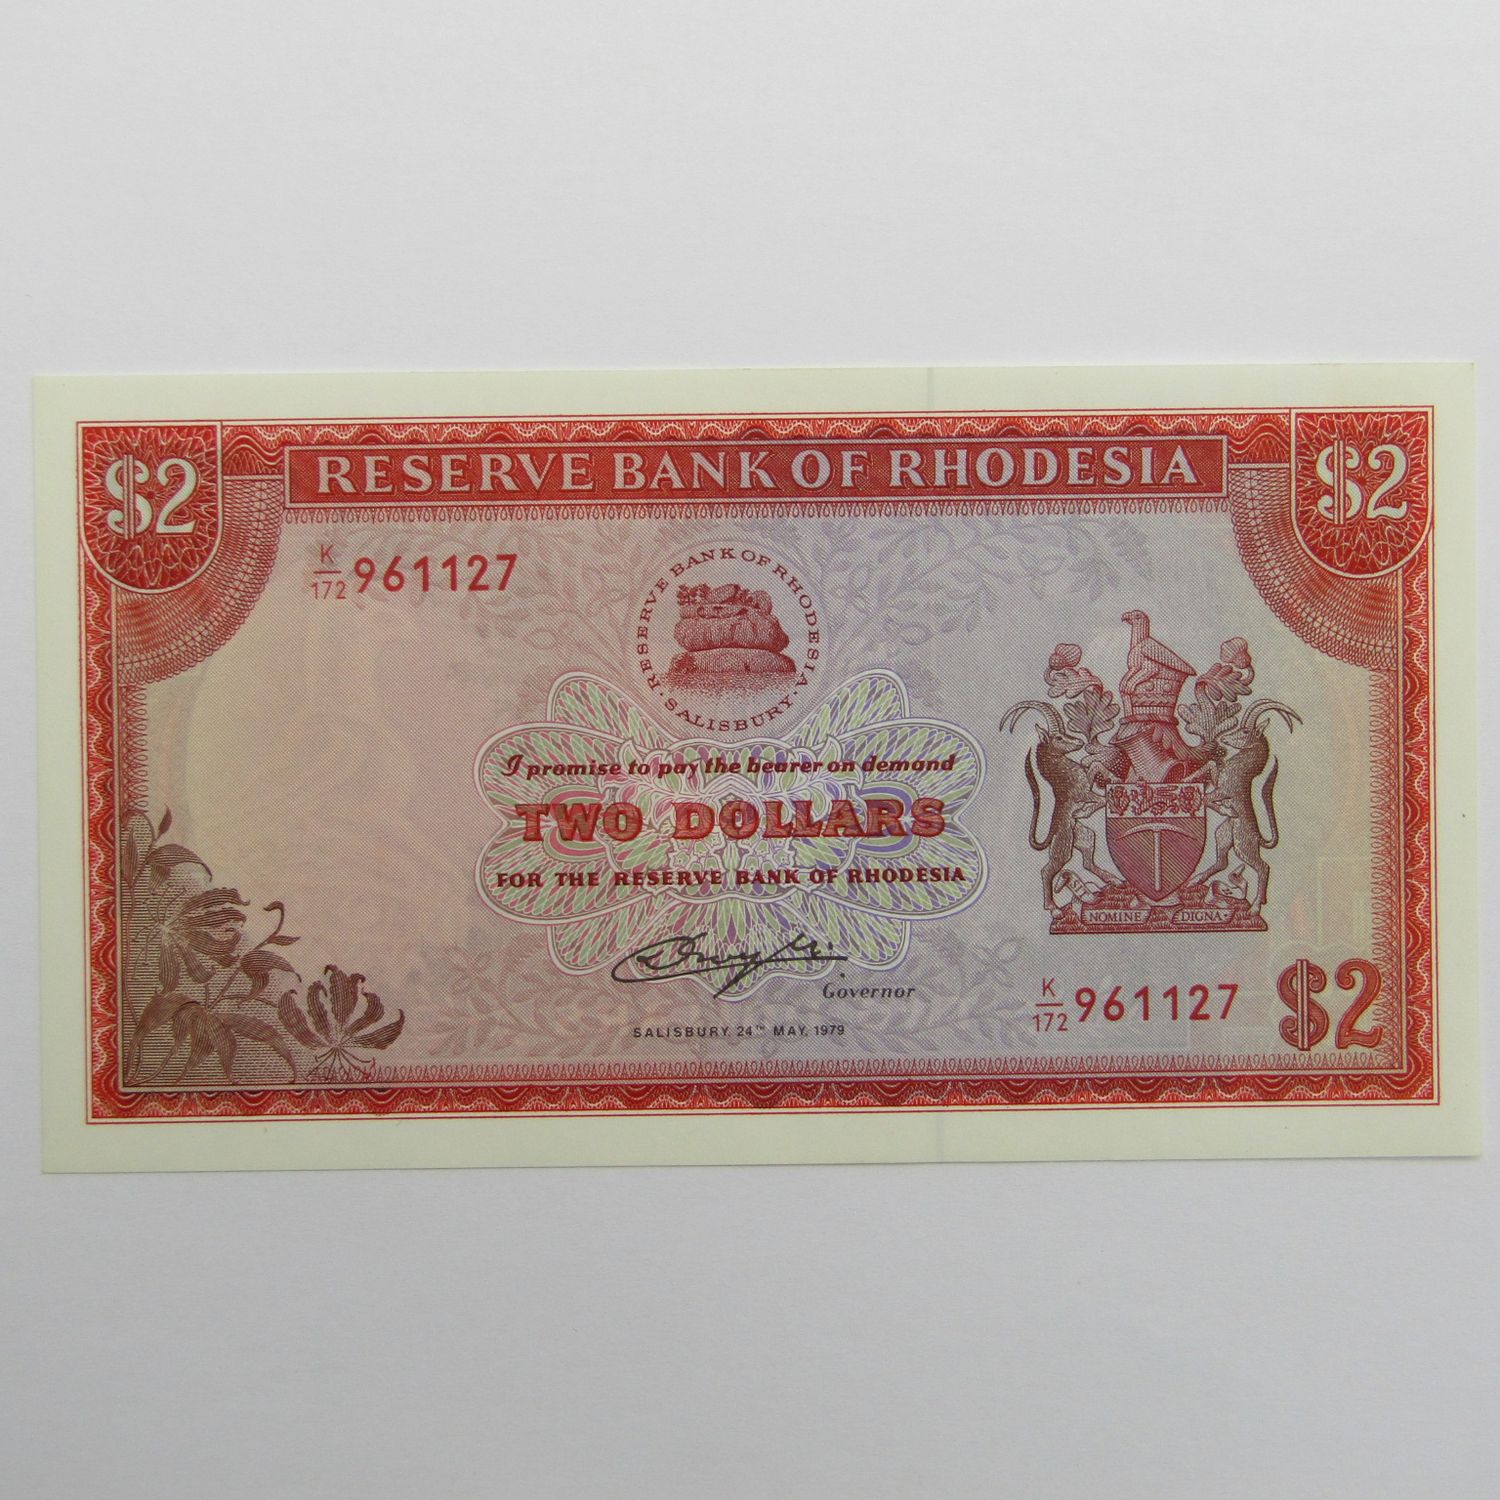 $2
RESERVE BANK OF RHODESIA
$2
K/172 961127
RESERVE BANK OF RHODESIA
· SALISBURY ·
I promise to pay the bearer on demand
TWO DOLLARS
FOR THE RESERVE BANK OF RHODESIA
SIT NOMINE DIGNA
Governor
K/172 961127
$2
SALISBURY, 24TH MAY, 1979